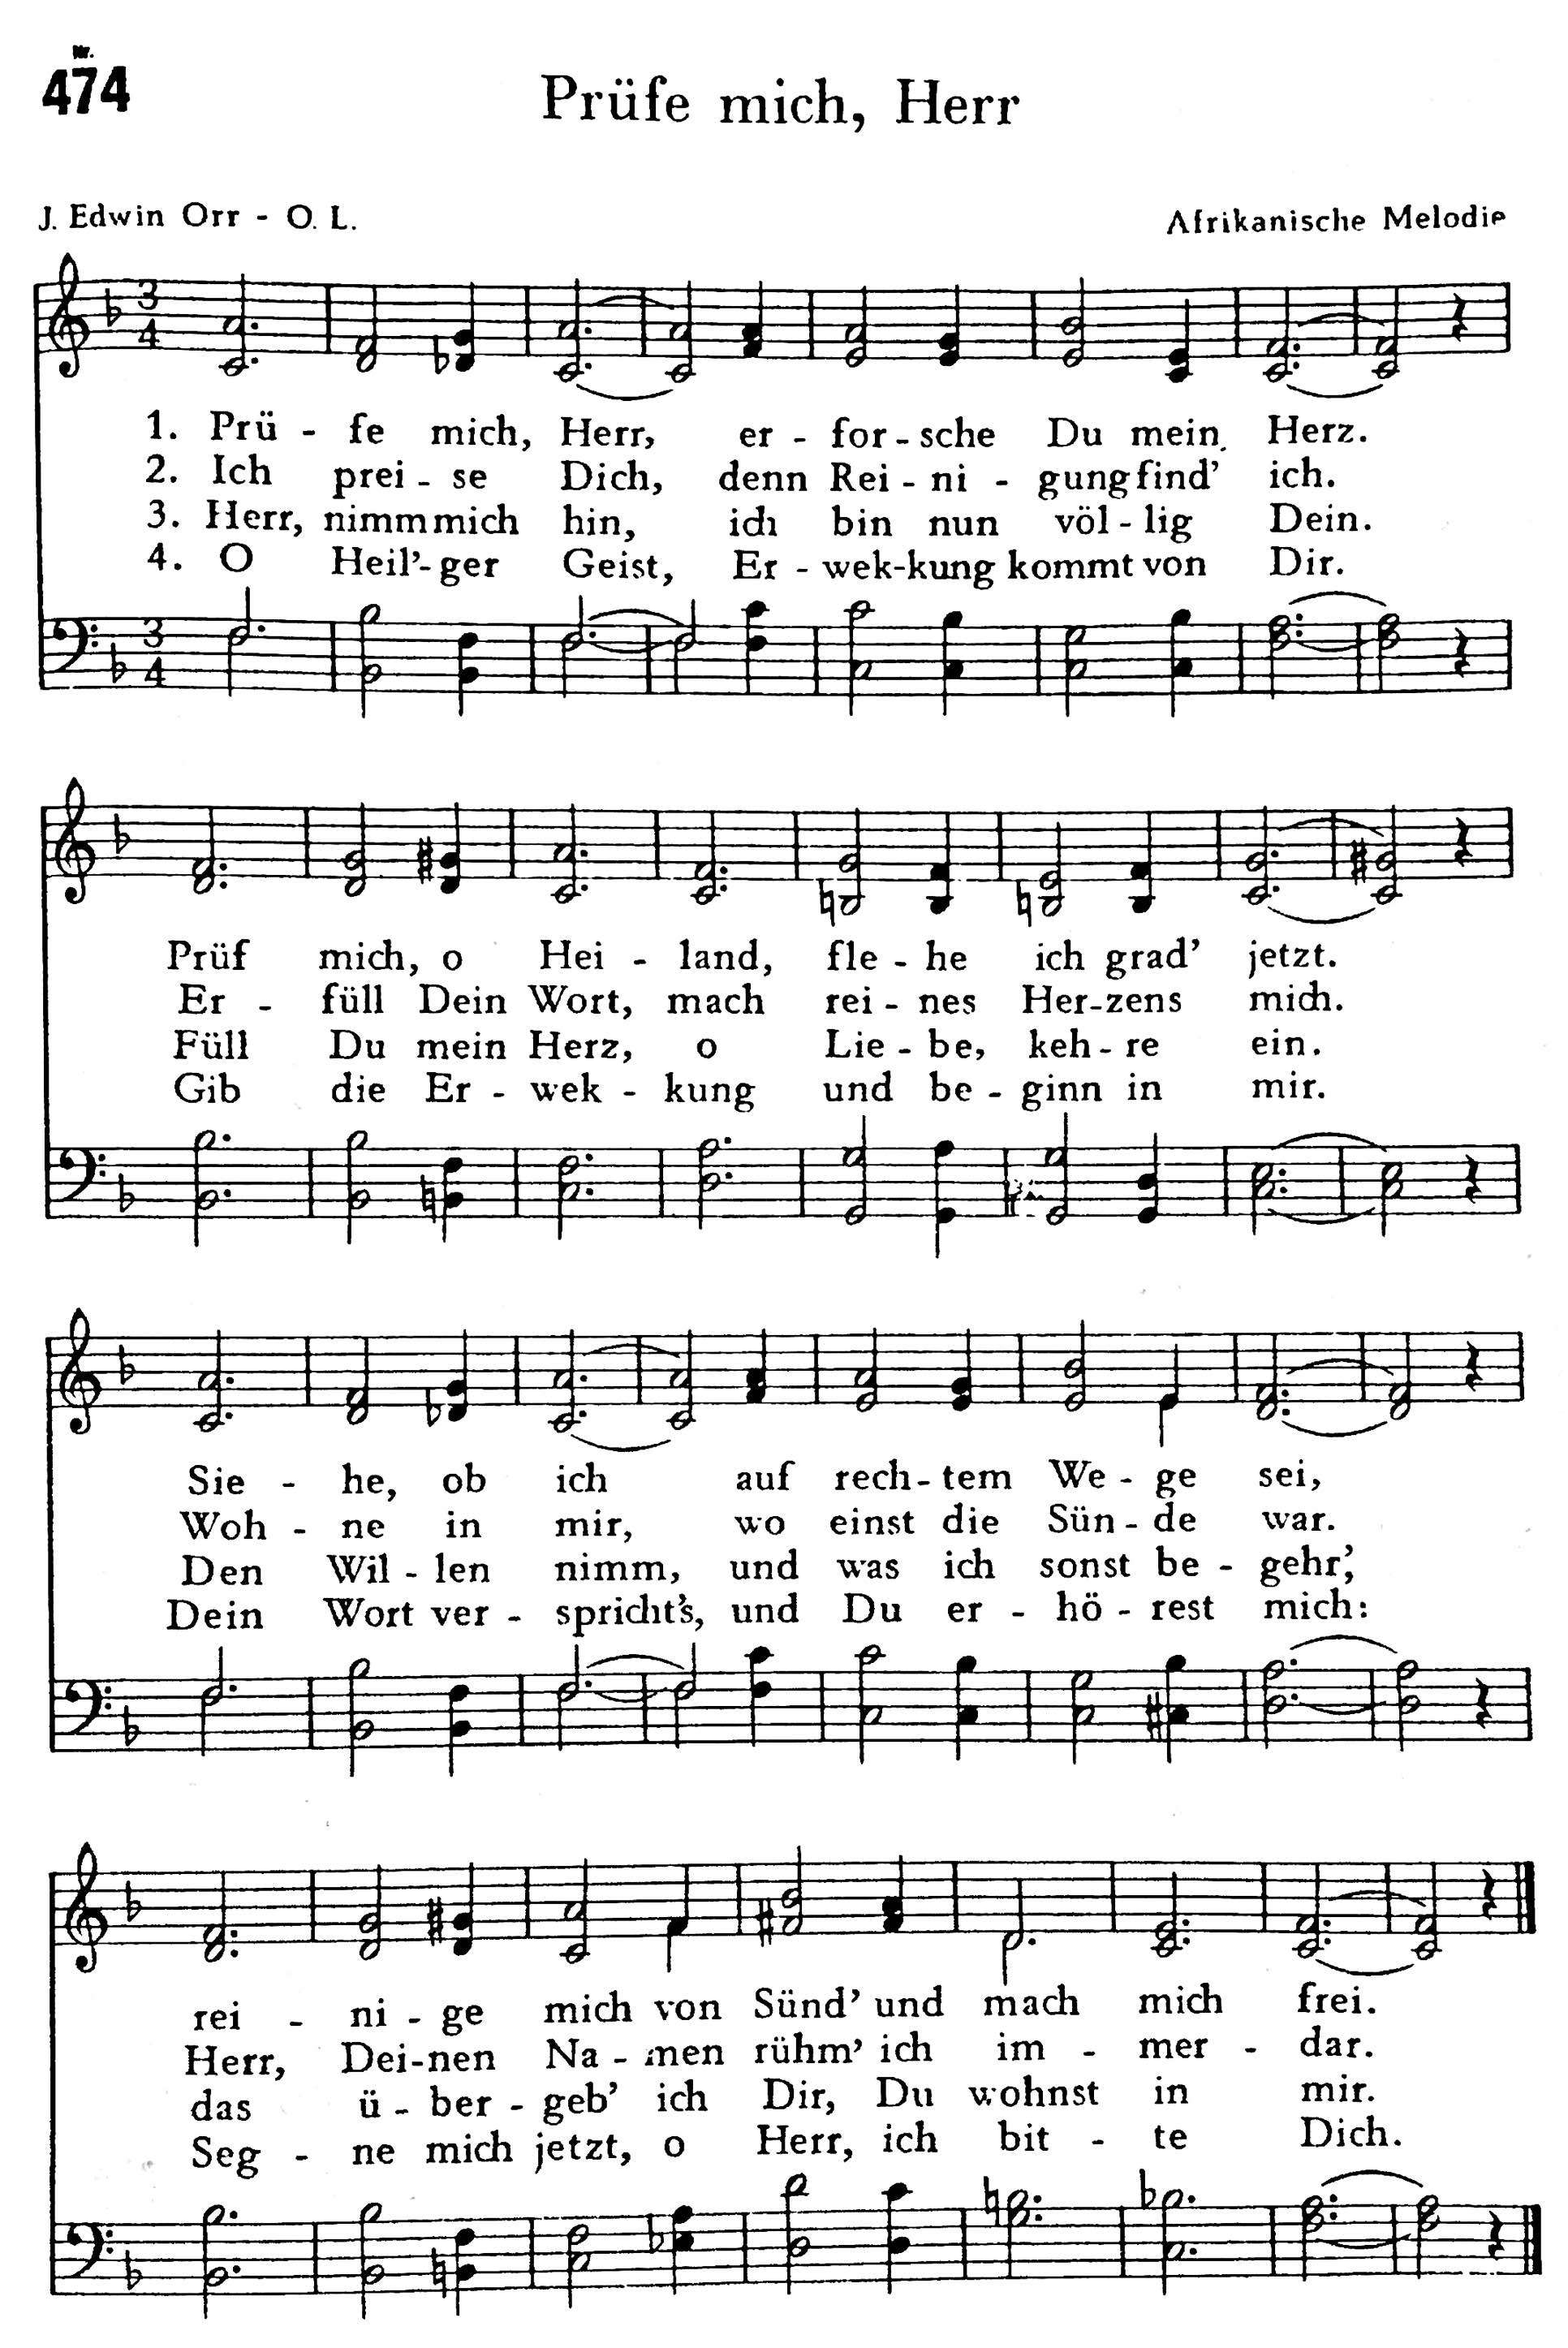 Nr.
474
Prüfe mich, Herr
J. Edwin Orr - O. L.
Afrikanische Melodie
1. Prü - fe mich, Herr, er - for - sche Du mein Herz.
2. Ich prei - se Dich, denn Rei - ni - gung find' ich.
3. Herr, nimm mich hin, ich bin nun völ - lig Dein.
4. O Heil'- ger Geist, Er - wek - kung kommt von Dir.
Prüf mich, o Hei - land, fle - he ich grad' jetzt.
Er - füll Dein Wort, mach rei - nes Her - zens mich.
Füll Du mein Herz, o Lie - be, keh - re ein.
Gib die Er - wek - kung und be - ginn in mir.
Sie - he, ob ich auf rech - tem We - ge sei,
Woh - ne in mir, wo einst die Sün - de war.
Den Wil - len nimm, und was ich sonst be - gehr',
Dein Wort ver - spricht's, und Du er - hö - rest mich:
rei - ni - ge mich von Sünd' und mach mich frei.
Herr, Dei - nen Na - men rühm' ich im - mer - dar.
das ü - ber - geb' ich Dir, Du wohnst in mir.
Seg - ne mich jetzt, o Herr, ich bit - te Dich.